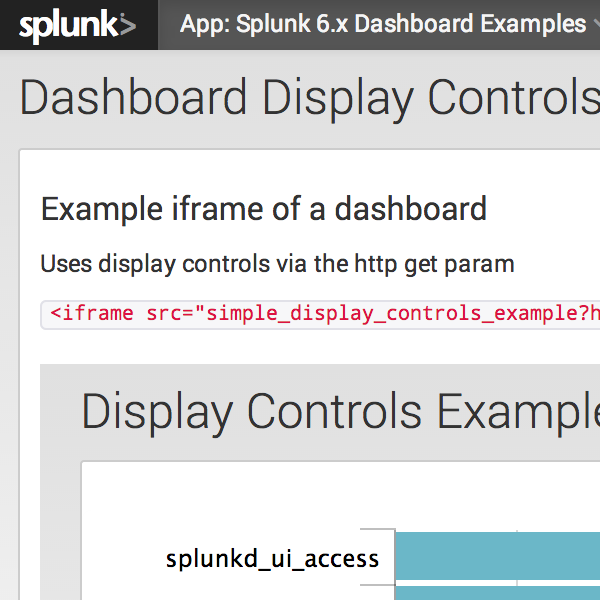 splunk>
App: Splunk 6.x Dashboard Examples
Dashboard Display Controls
Example iframe of a dashboard
Uses display controls via the http get param
<iframe src="simple_display_controls_example?h
Display Controls Example
splunkd_ui_access